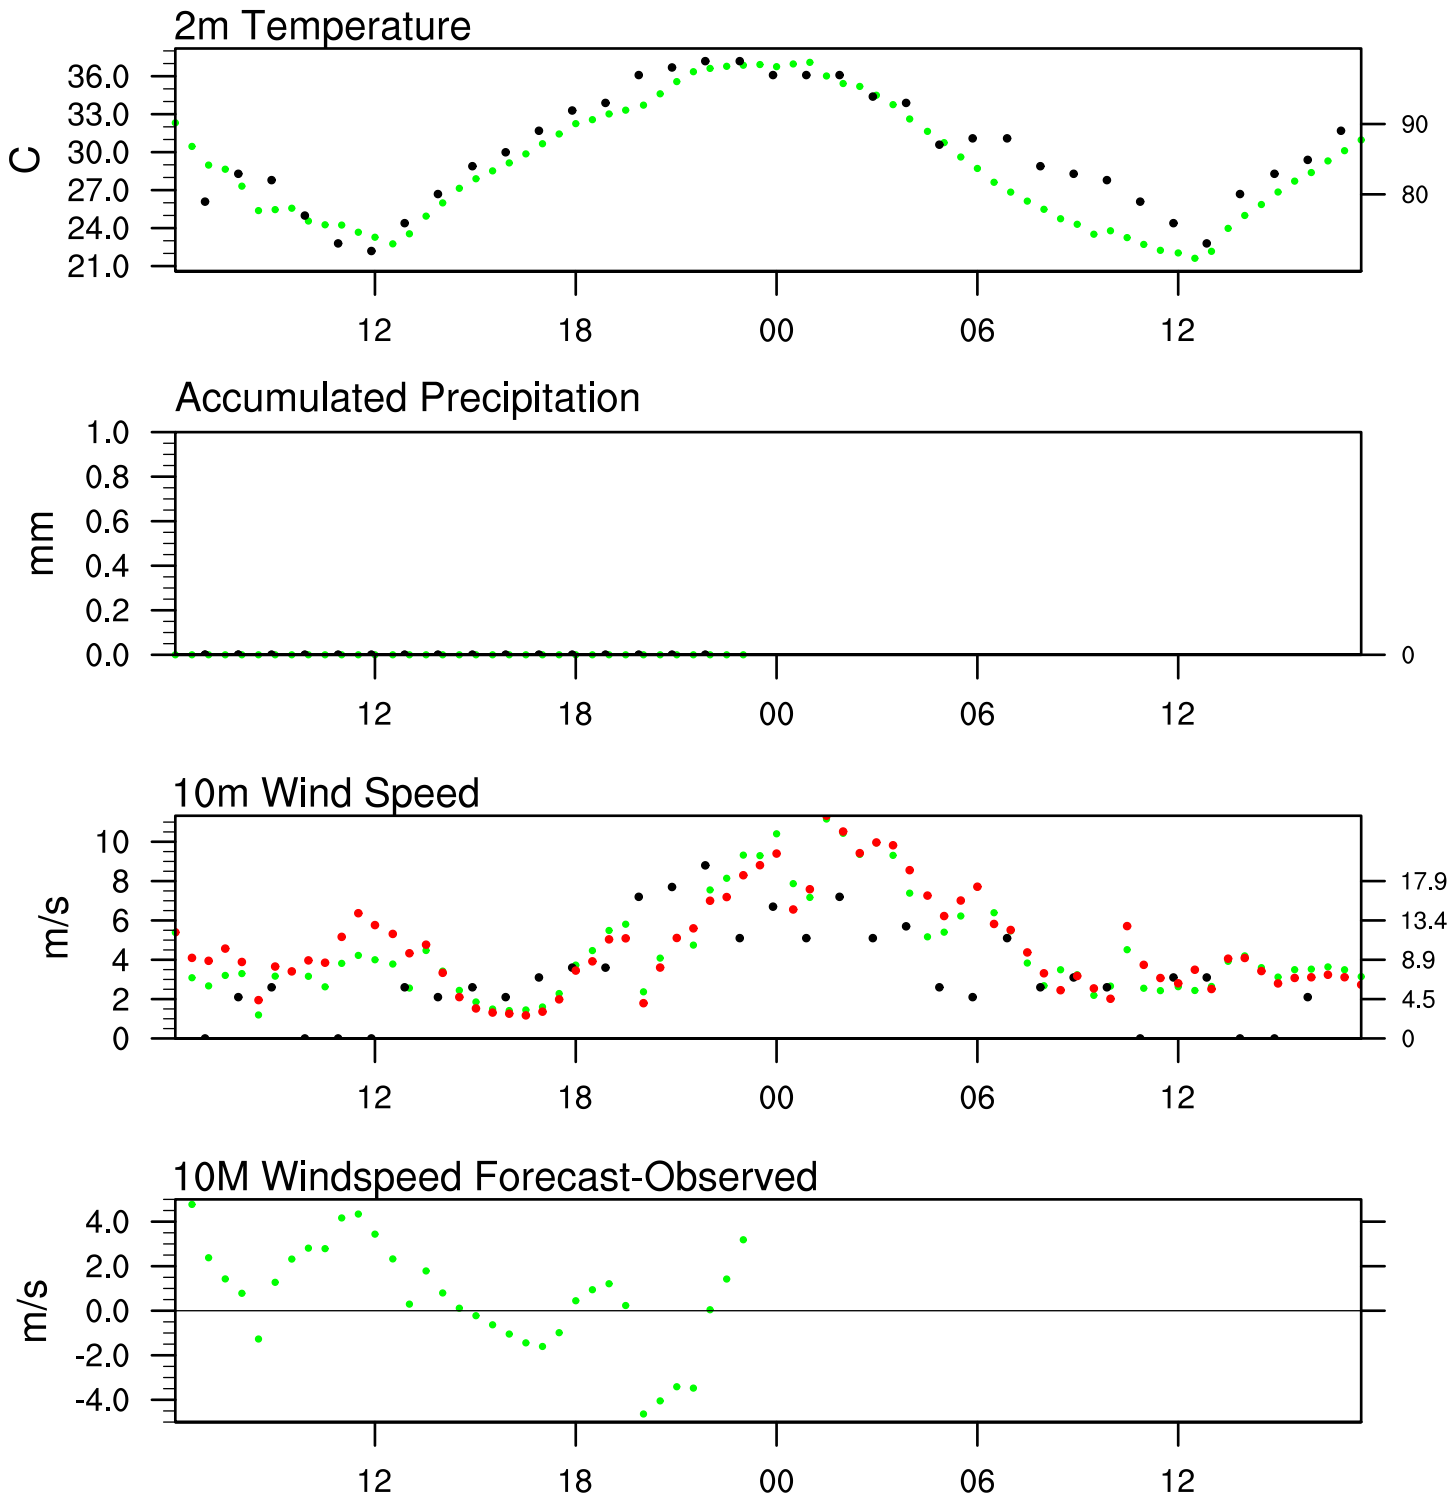 2m Temperature
36.0
33.0
30.0
27.0
24.0
21.0
C
90
80
12 18 00 06 12
Accumulated Precipitation
1.0
0.8
0.6
0.4
0.2
0.0
mm
0
12 18 00 06 12
10m Wind Speed
10
8
6
4
2
0
m/s
17.9
13.4
8.9
4.5
0
12 18 00 06 12
10M Windspeed Forecast-Observed
4.0
2.0
0.0
-2.0
-4.0
m/s
12 18 00 06 12